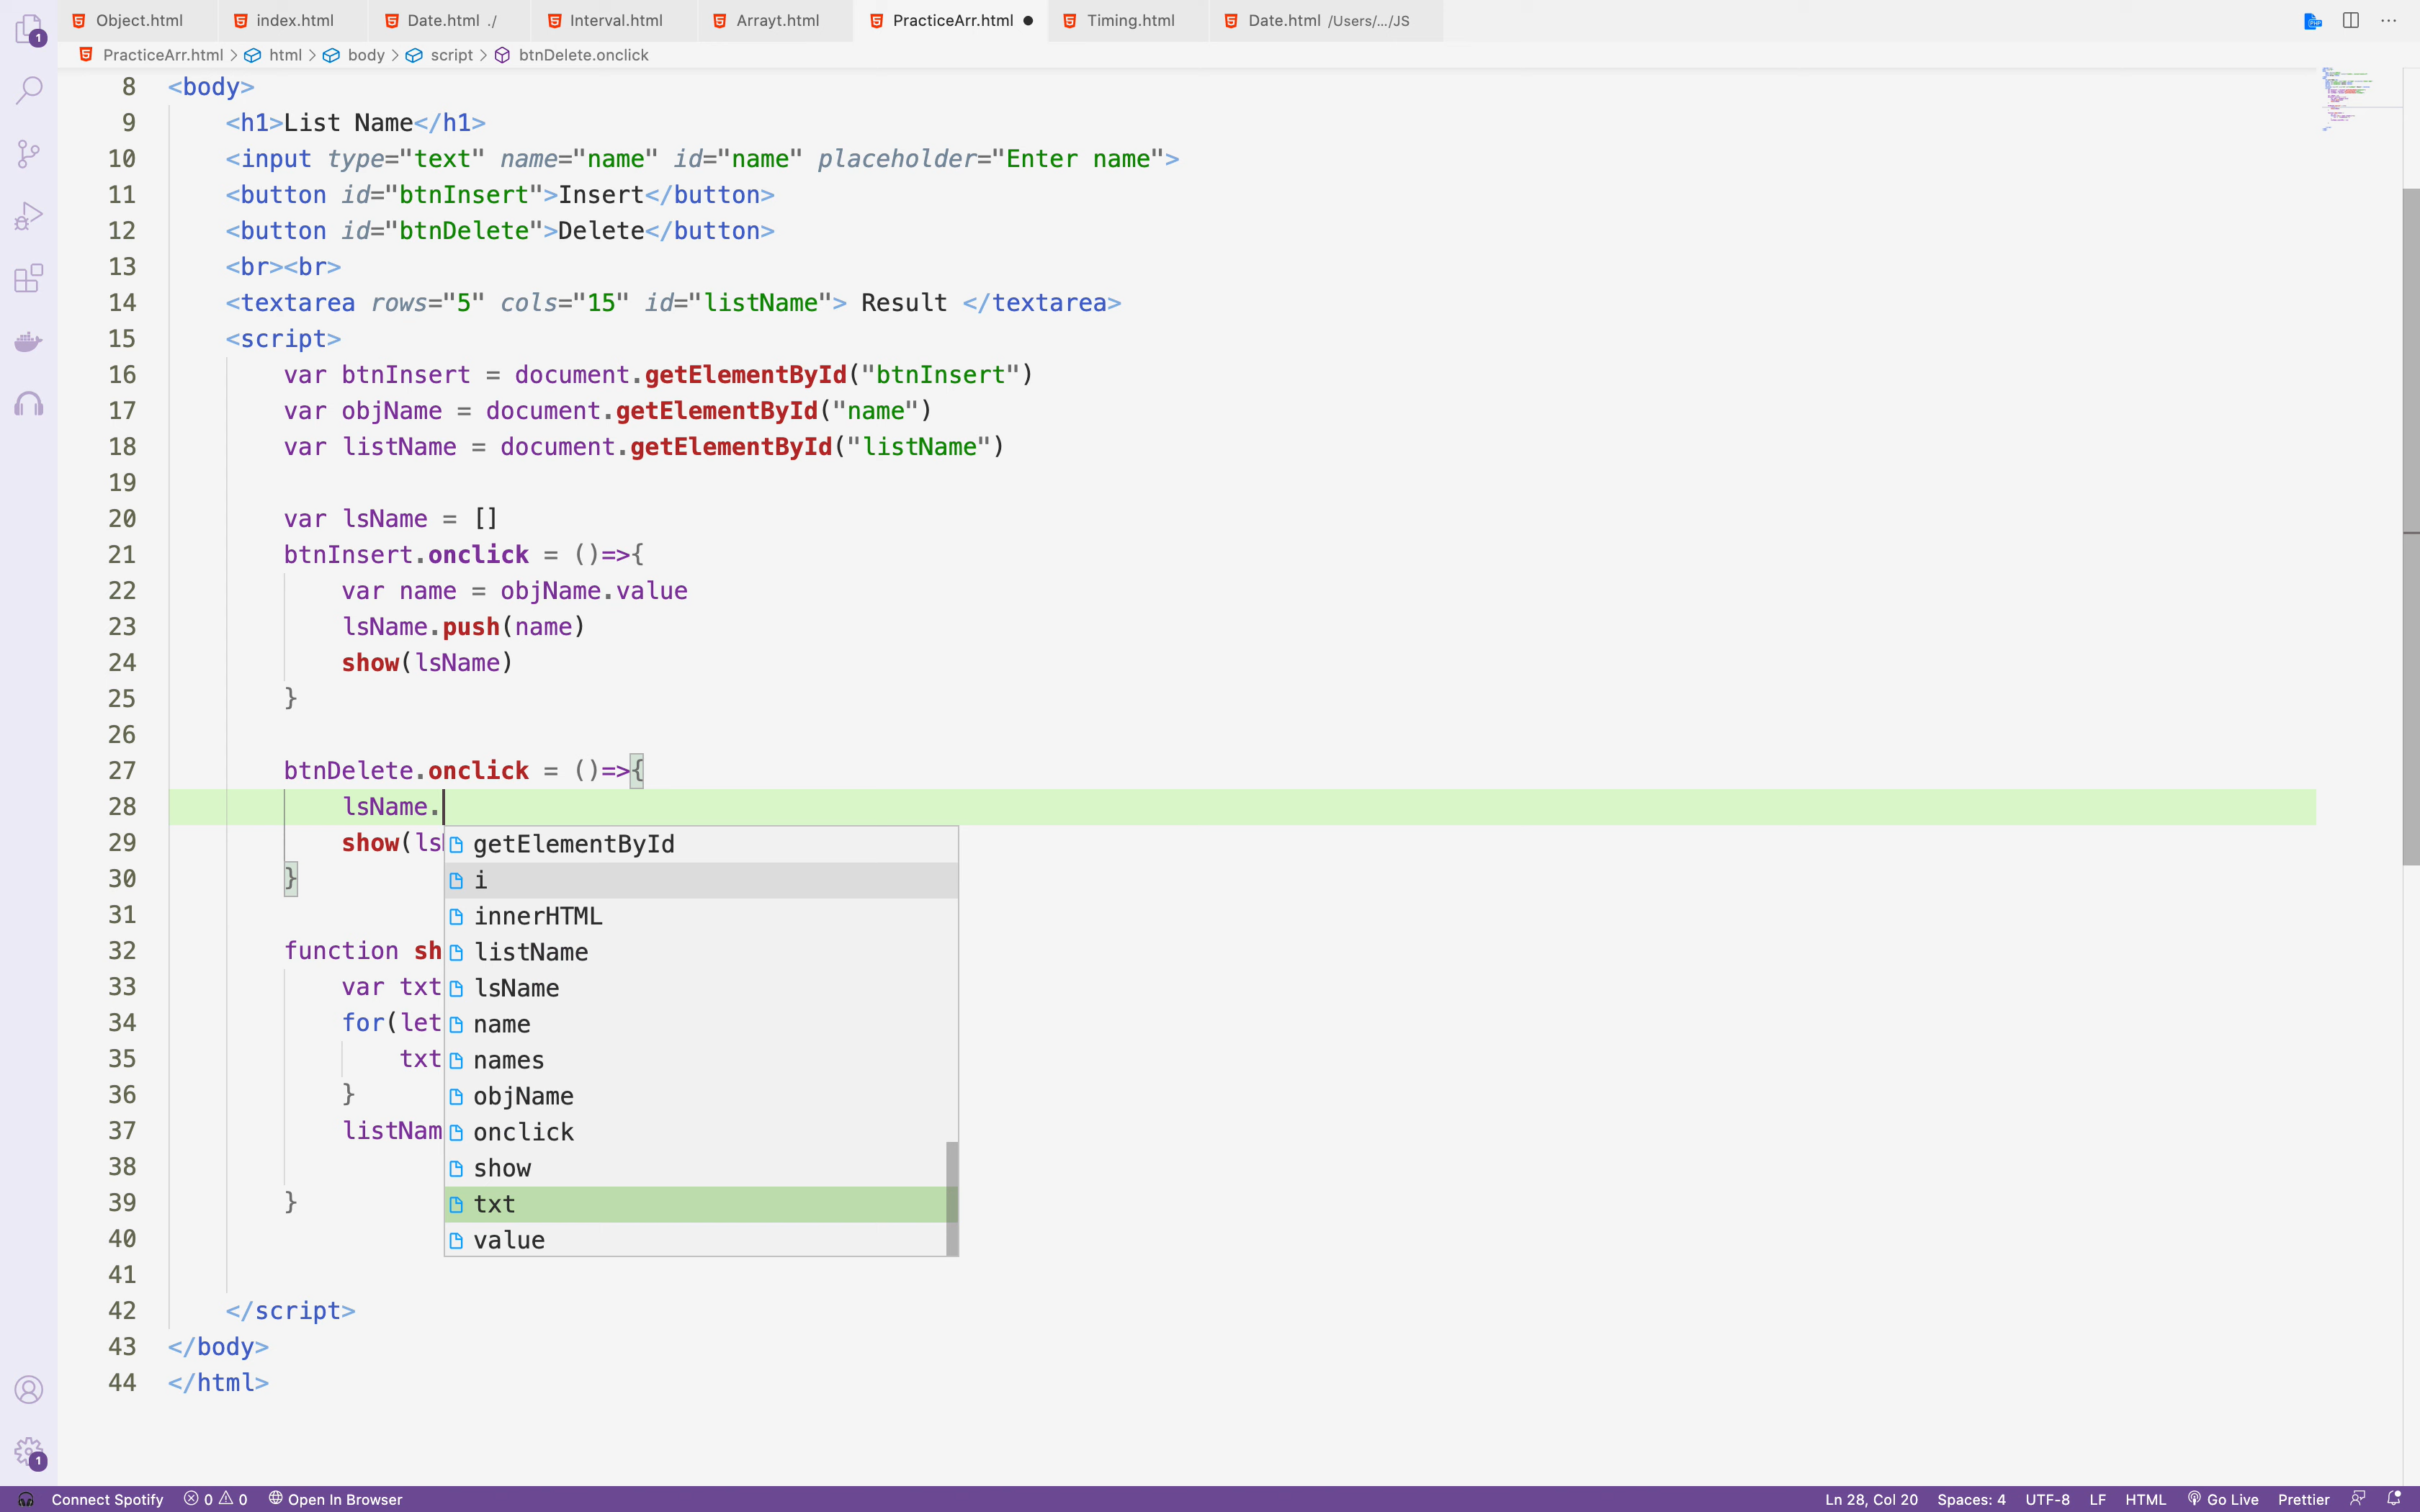 Object.html index.html Date.html ./ Interval.html Arrayt.html PracticeArr.html Timing.html Date.html /Users/.../JS
PracticeArr.html > html > body > script > btnDelete.onclick
8 <body>
9 <h1>List Name</h1>
10 <input type="text" name="name" id="name" placeholder="Enter name">
11 <button id="btnInsert">Insert</button>
12 <button id="btnDelete">Delete</button>
13 <br><br>
14 <textarea rows="5" cols="15" id="listName"> Result </textarea>
15 <script>
16 var btnInsert = document.getElementById("btnInsert")
17 var objName = document.getElementById("name")
18 var listName = document.getElementById("listName")
19
20 var lsName = []
21 btnInsert.onclick = ()=>{
22 var name = objName.value
23 lsName.push(name)
24 show(lsName)
25 }
26
27 btnDelete.onclick = ()=>{
28 lsName.
29 show(ls
getElementById
30 }
i
31
innerHTML
32 function sh
listName
33 var txt
lsName
34 for(let
name
35 txt
names
36 }
objName
37 listNam
onclick
38
show
39 }
txt
40
value
41
42 </script>
43 </body>
44 </html>
1
1
Connect Spotify 0 0 Open In Browser Ln 28, Col 20 Spaces: 4 UTF-8 LF HTML Go Live Prettier